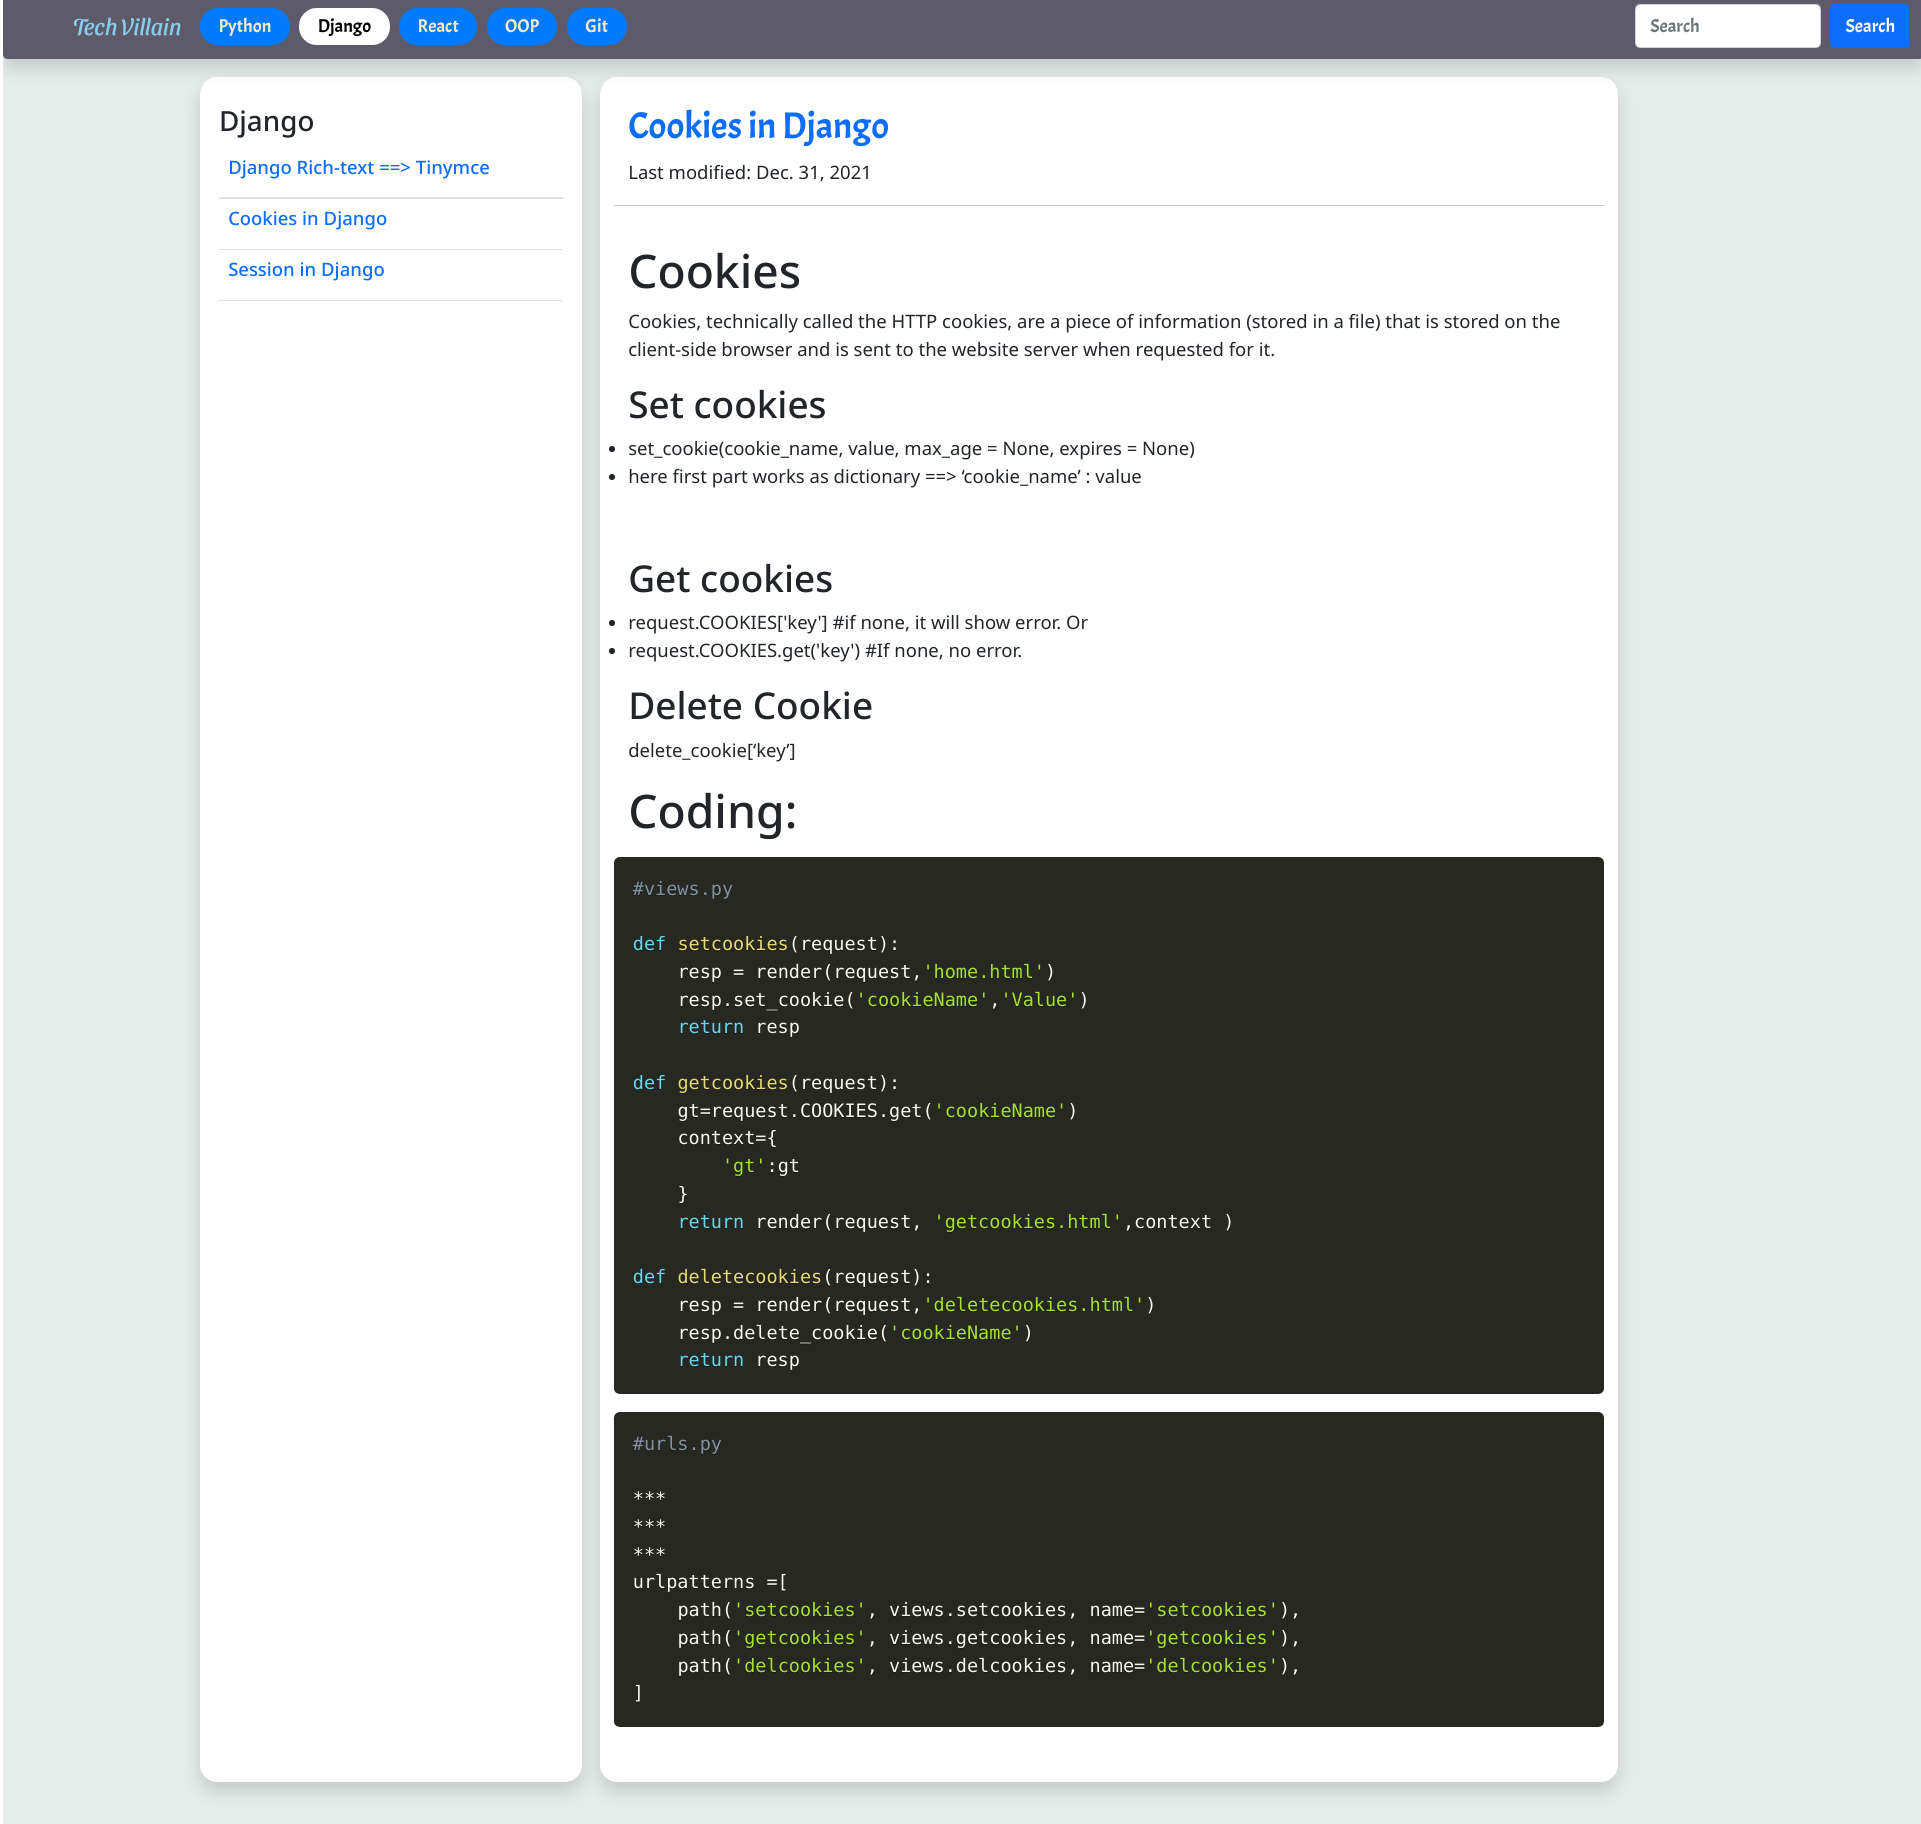 Tech Villain Python Django React OOP Git Search Search
Django
Django Rich-text ==> Tinymce
Cookies in Django
Session in Django
Cookies in Django
Last modified: Dec. 31, 2021
Cookies
Cookies, technically called the HTTP cookies, are a piece of information (stored in a file) that is stored on the
client-side browser and is sent to the website server when requested for it.
Set cookies
• set_cookie(cookie_name, value, max_age = None, expires = None)
• here first part works as dictionary ==> ‘cookie_name’ : value
Get cookies
• request.COOKIES['key'] #if none, it will show error. Or
• request.COOKIES.get('key') #If none, no error.
Delete Cookie
delete_cookie[‘key’]
Coding:
#views.py
def setcookies(request):
    resp = render(request,'home.html')
    resp.set_cookie('cookieName','Value')
    return resp
def getcookies(request):
    gt=request.COOKIES.get('cookieName')
    context={
        'gt':gt
    }
    return render(request, 'getcookies.html',context )
def deletecookies(request):
    resp = render(request,'deletecookies.html')
    resp.delete_cookie('cookieName')
    return resp
#urls.py
***
***
***
urlpatterns =[
    path('setcookies', views.setcookies, name='setcookies'),
    path('getcookies', views.getcookies, name='getcookies'),
    path('delcookies', views.delcookies, name='delcookies'),
]